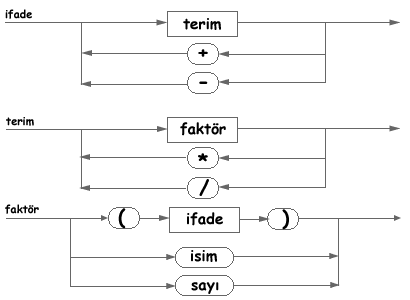 ifade
terim
+
-
terim
faktör
*
/
faktör
( ifade )
isim
sayı